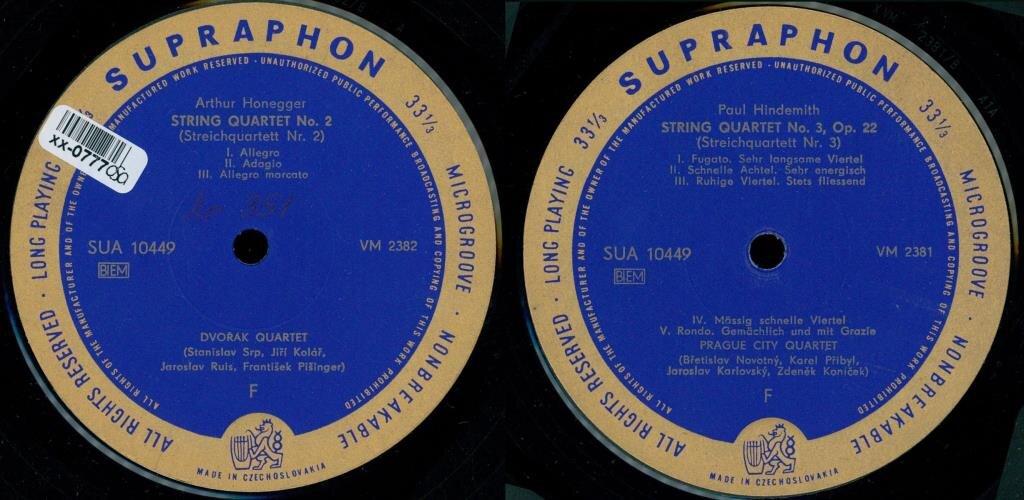 SUPRAPHON
33⅓
MICROGROOVE · NONBREAKABLE
ALL RIGHTS RESERVED · LONG PLAYING
ALL RIGHTS OF THE MANUFACTURER AND OF THE OWNER
MANUFACTURED WORK RESERVED · UNAUTHORIZED PUBLIC PERFORMANCE BROADCASTING AND COPYING OF THIS WORK PROHIBITED
Arthur Honegger
STRING QUARTET No. 2
(Streichquartett Nr. 2)
I. Allegro
II. Adagio
III. Allegro marcato
xx-0777
SUA 10449
VM 2382
BIEM
DVOŘÁK QUARTET
(Stanislav Srp, Jiří Kolář,
Jaroslav Ruis, František Pišinger)
F
MADE IN CZECHOSLOVAKIA
SUPRAPHON
33⅓
33⅓
MICROGROOVE · NONBREAKABLE
ALL RIGHTS RESERVED · LONG PLAYING
ALL RIGHTS OF THE MANUFACTURER AND OF THE OWNER OF THE MANUFACTURED WORK RESERVED · UNAUTHORIZED PUBLIC PERFORMANCE BROADCASTING AND COPYING OF THIS WORK PROHIBITED
Paul Hindemith
STRING QUARTET No. 3, Op. 22
(Streichquartett Nr. 3)
I. Fugato. Sehr langsame Viertel
II. Schnelle Achtel. Sehr energisch
III. Ruhige Viertel. Stets fliessend
SUA 10449
VM 2381
BIEM
IV. Mässig schnelle Viertel
V. Rondo. Gemächlich und mit Grazie
PRAGUE CITY QUARTET
(Břetislav Novotný, Karel Přibyl,
Jaroslav Karlovský, Zdeněk Koníček)
F
MADE IN CZECHOSLOVAKIA